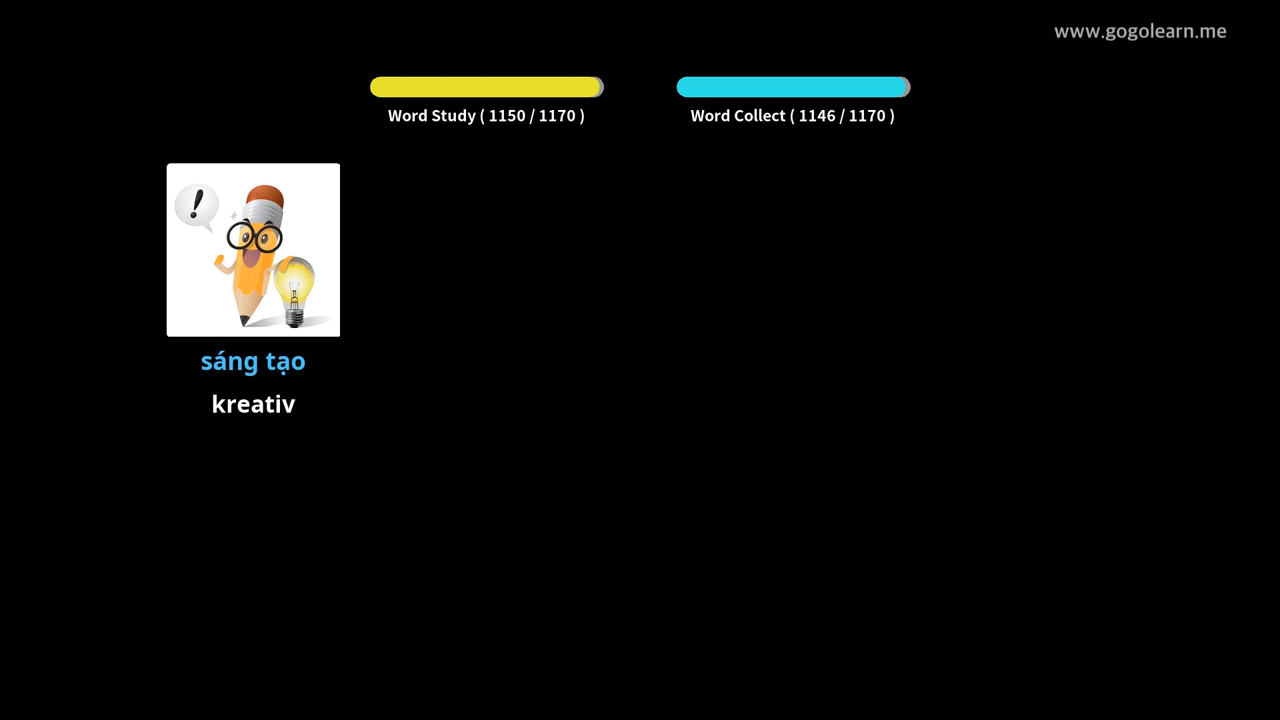 www.gogolearn.me
Word Study ( 1150 / 1170 )
Word Collect ( 1146 / 1170 )
!
sáng tạo
kreativ